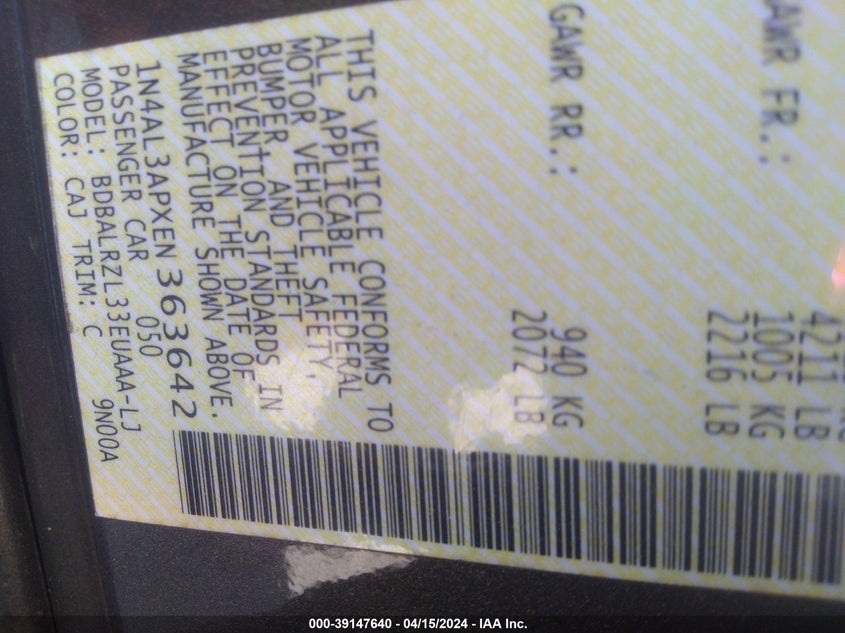 4211 LB
GAWR FR.: 1005 KG
2216 LB
GAWR RR.: 940 KG
2072 LB
THIS VEHICLE CONFORMS TO
ALL APPLICABLE FEDERAL
MOTOR VEHICLE SAFETY,
BUMPER, AND THEFT
PREVENTION STANDARDS IN
EFFECT ON THE DATE OF
MANUFACTURE SHOWN ABOVE.
1N4AL3APXEN363642
PASSENGER CAR 050
MODEL: BDBALRZL33EUAAA-LJ
COLOR: CAJ TRIM: C 9N00A
000-39147640 - 04/15/2024 - IAA Inc.